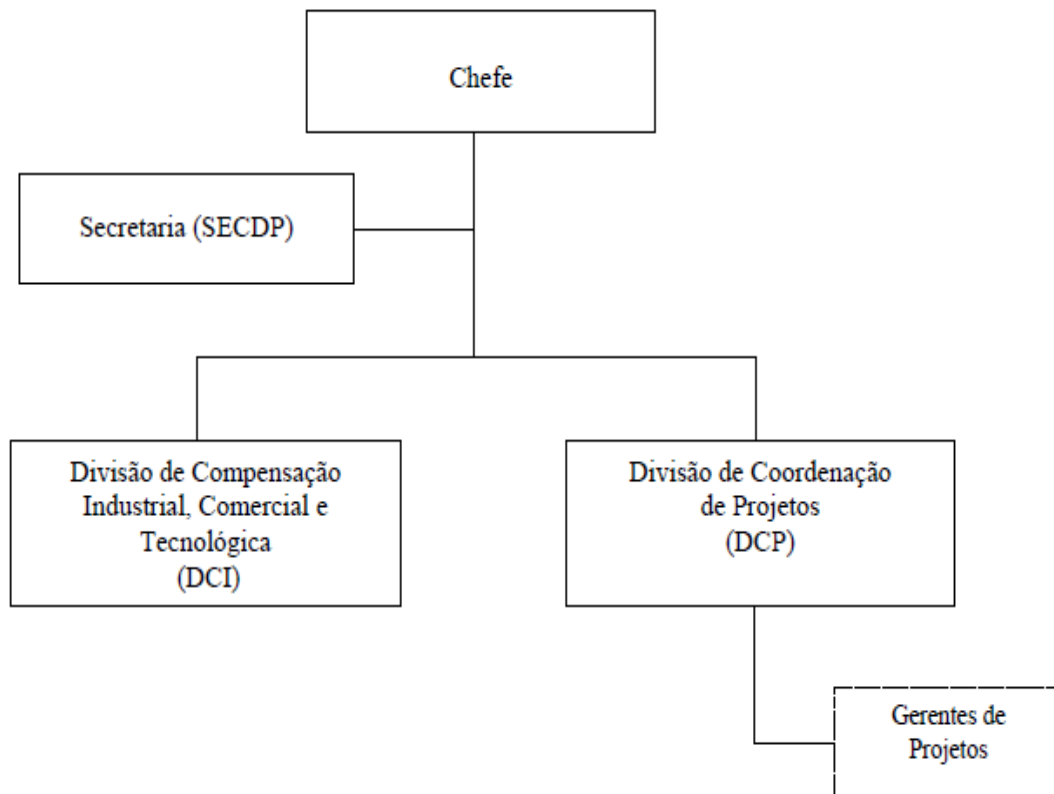 Chefe
Secretaria (SECDP)
Divisão de Compensação
Industrial, Comercial e
Tecnológica
(DCI)
Divisão de Coordenação
de Projetos
(DCP)
Gerentes de
Projetos